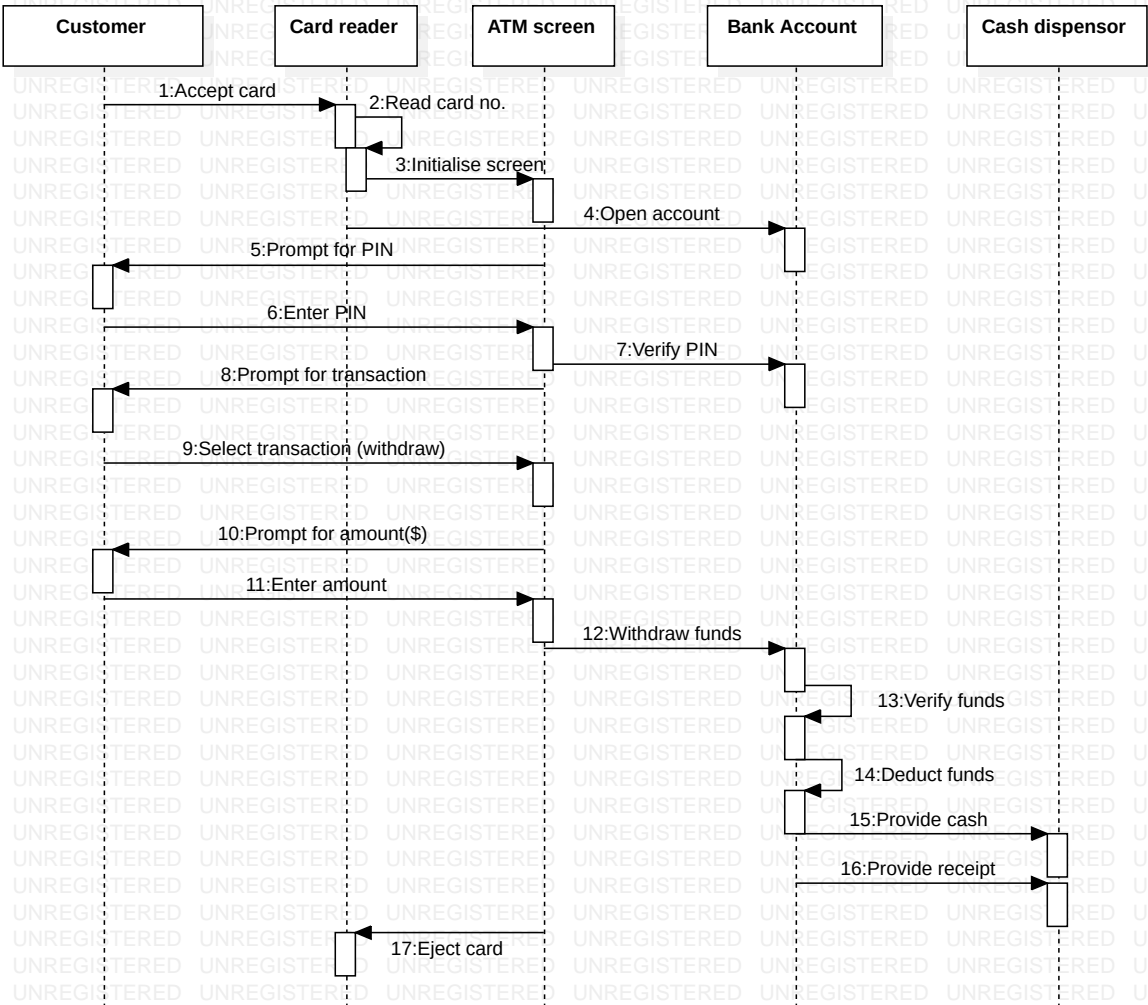 Customer
Card reader
ATM screen
Bank Account
Cash dispensor
1:Accept card
2:Read card no.
3:Initialise screen
4:Open account
5:Prompt for PIN
6:Enter PIN
7:Verify PIN
8:Prompt for transaction
9:Select transaction (withdraw)
10:Prompt for amount($)
11:Enter amount
12:Withdraw funds
13:Verify funds
14:Deduct funds
15:Provide cash
16:Provide receipt
17:Eject card
UNREGISTERED